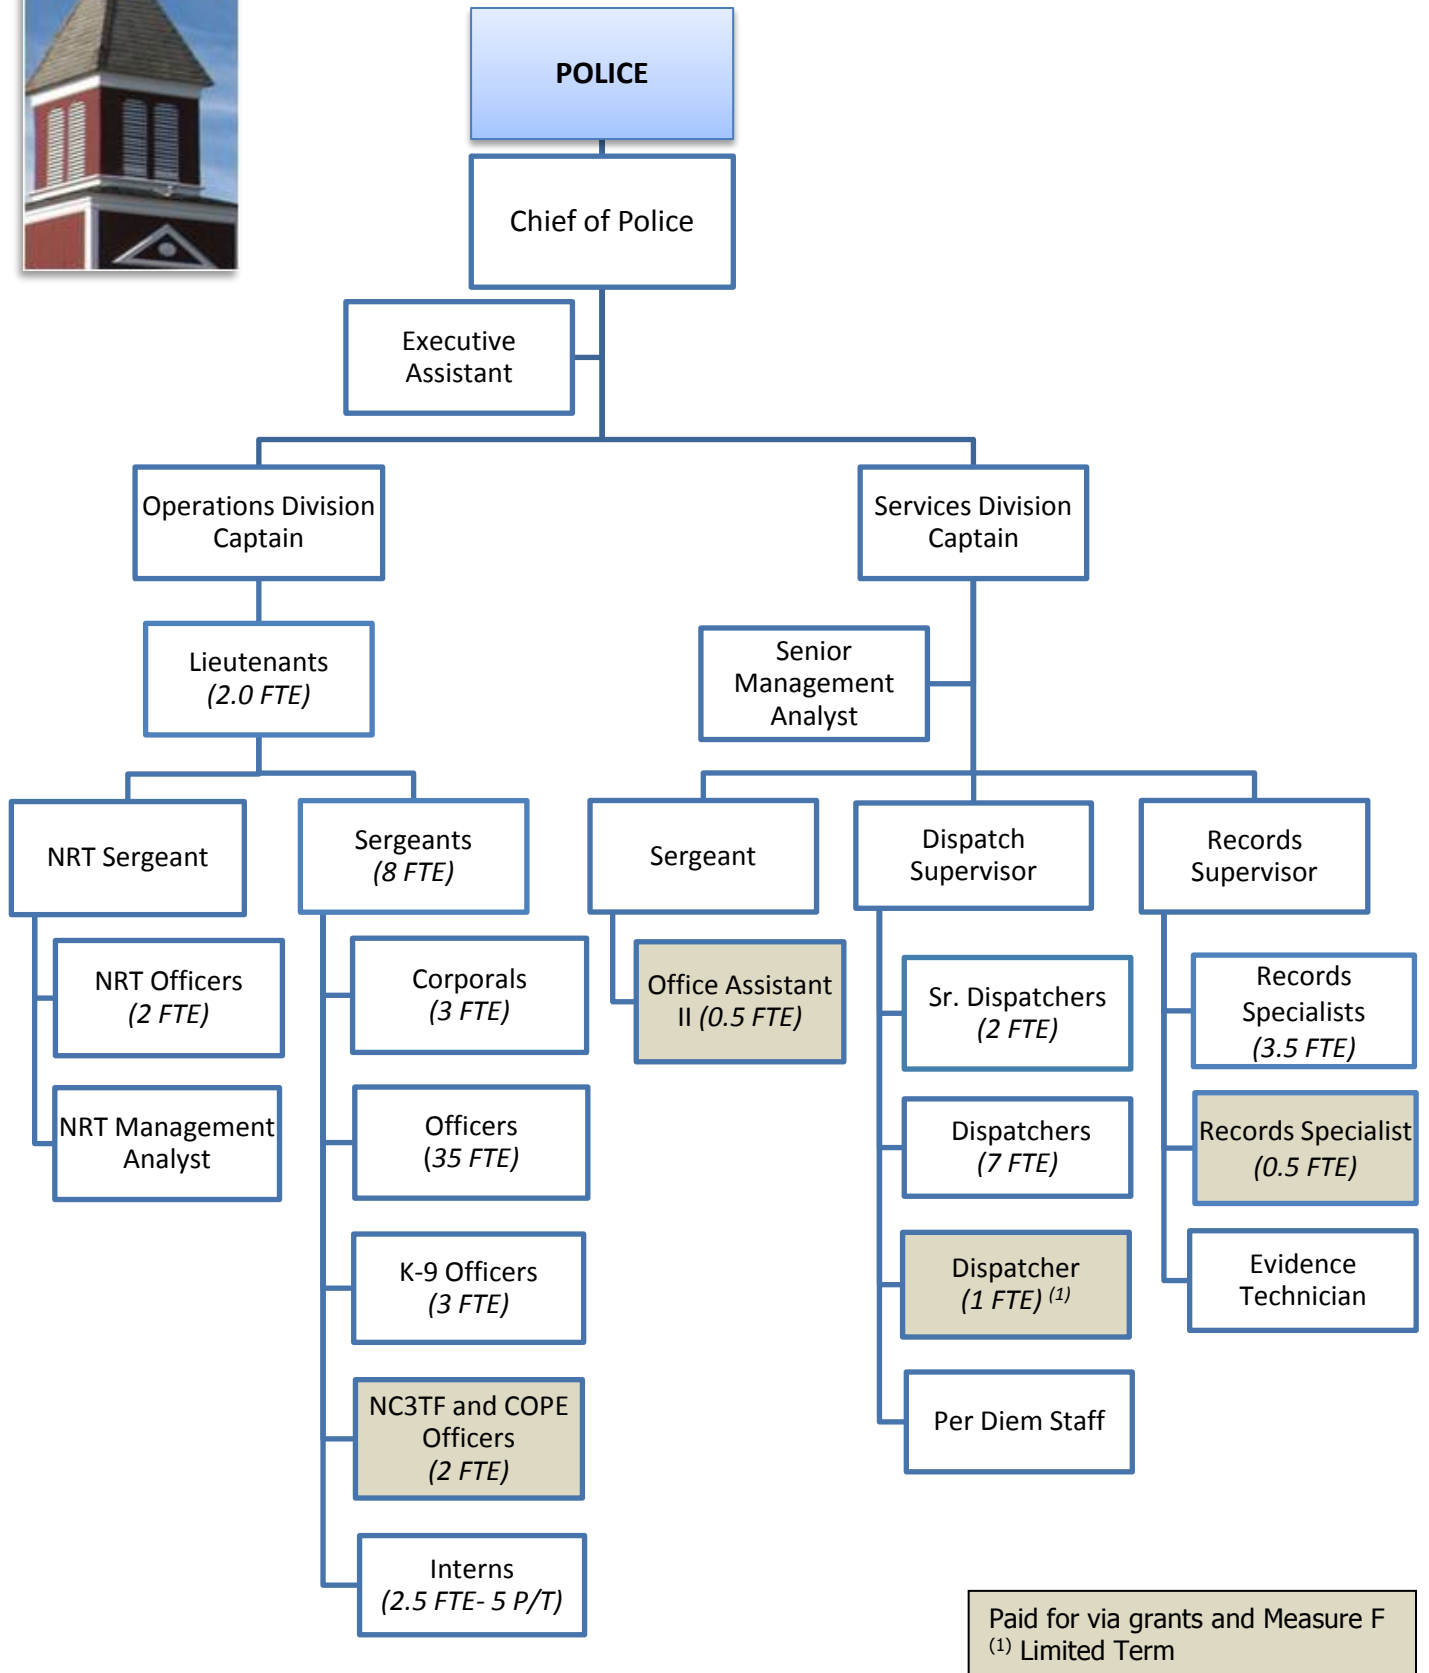 POLICE
Chief of Police
Executive
Assistant
Operations Division
Captain
Services Division
Captain
Lieutenants
(2.0 FTE)
Senior
Management
Analyst
NRT Sergeant
Sergeants
(8 FTE)
Sergeant
Dispatch
Supervisor
Records
Supervisor
NRT Officers
(2 FTE)
NRT Management
Analyst
Corporals
(3 FTE)
Officers
(35 FTE)
K-9 Officers
(3 FTE)
NC3TF and COPE
Officers
(2 FTE)
Interns
(2.5 FTE- 5 P/T)
Office Assistant
II (0.5 FTE)
Sr. Dispatchers
(2 FTE)
Dispatchers
(7 FTE)
Dispatcher
(1 FTE) (1)
Per Diem Staff
Records
Specialists
(3.5 FTE)
Records Specialist
(0.5 FTE)
Evidence
Technician
Paid for via grants and Measure F
(1) Limited Term